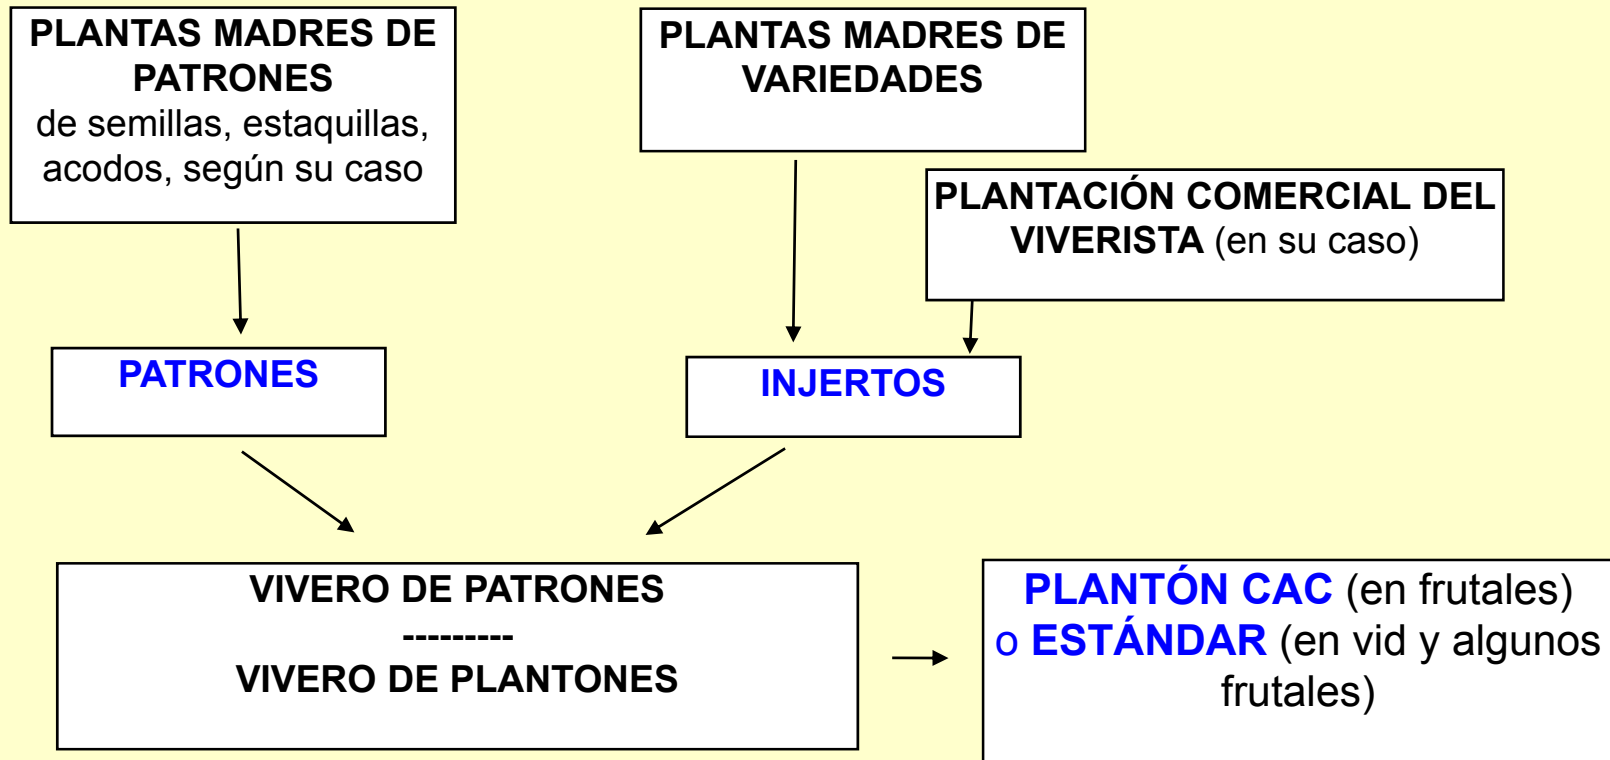 PLANTAS MADRES DE
PATRONES
de semillas, estaquillas,
acodos, según su caso
PLANTAS MADRES DE
VARIEDADES
PLANTACIÓN COMERCIAL DEL
VIVERISTA (en su caso)
PATRONES
INJERTOS
VIVERO DE PATRONES
---------
VIVERO DE PLANTONES
PLANTÓN CAC (en frutales)
o ESTÁNDAR (en vid y algunos
frutales)